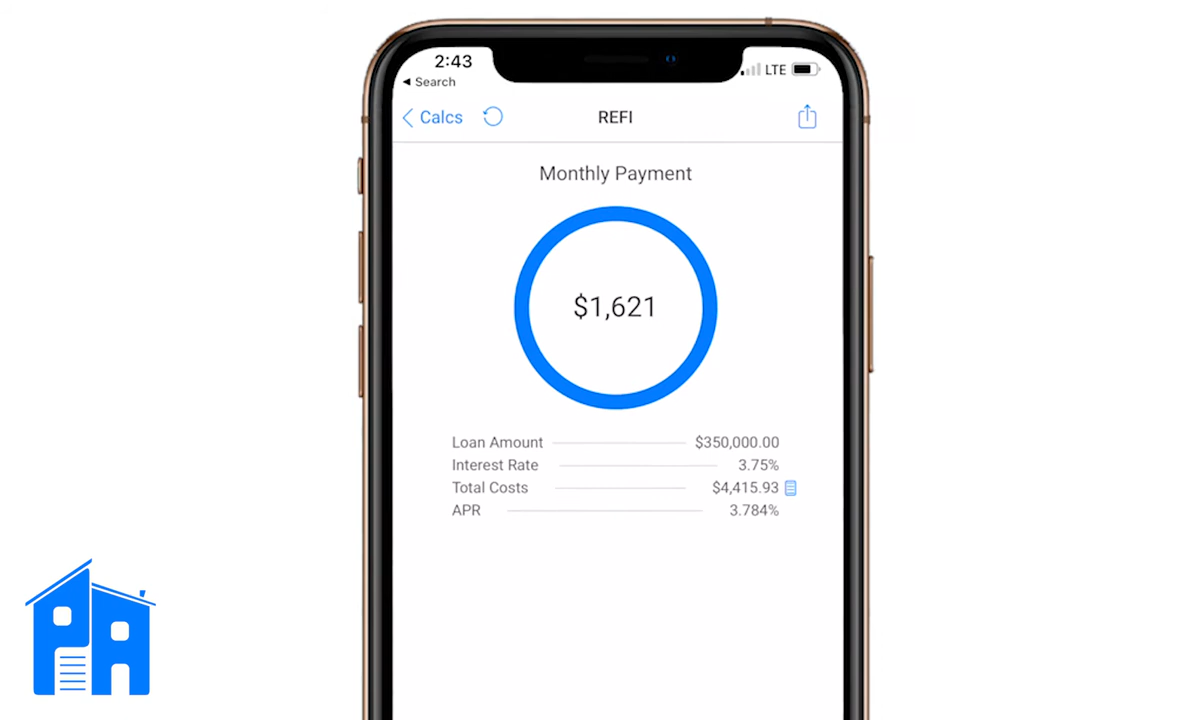 2:43
LTE
◀ Search
Calcs
REFI
Monthly Payment
$1,621
Loan Amount $350,000.00
Interest Rate 3.75%
Total Costs $4,415.93
APR 3.784%
PA